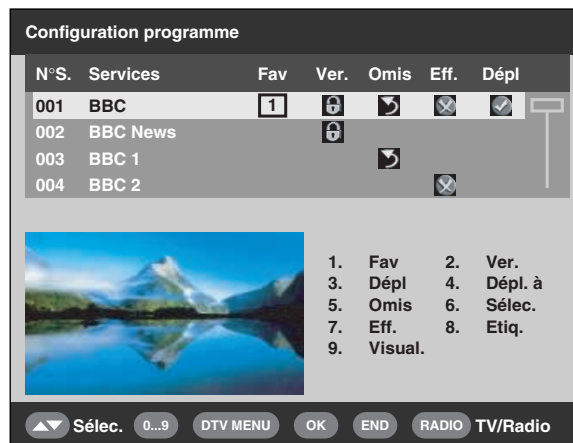 Configuration programme
N°S. Services Fav Ver. Omis Eff. Dépl
001 BBC 1
002 BBC News
003 BBC 1
004 BBC 2
1. Fav 2. Ver.
3. Dépl 4. Dépl. à
5. Omis 6. Sélec.
7. Eff. 8. Etiq.
9. Visual.
Sélec. 0...9 DTV MENU OK END RADIO TV/Radio